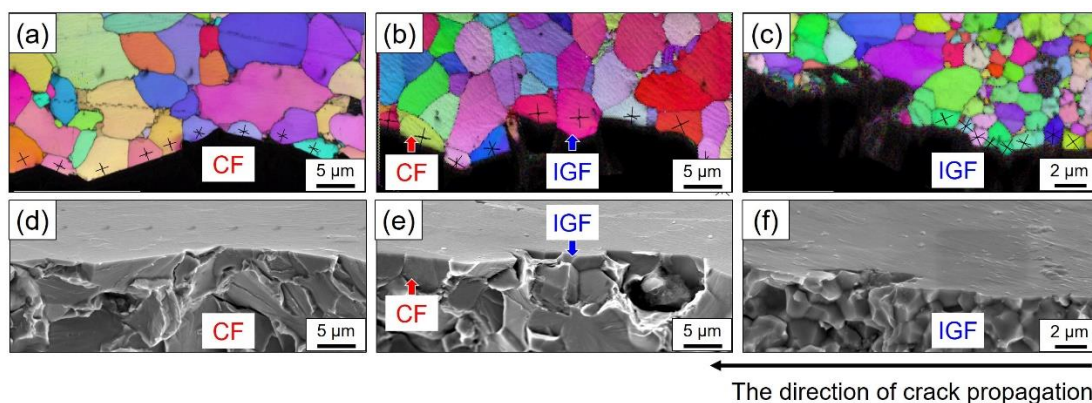 (a)
CF
5 µm
(b)
CF
IGF
5 µm
(c)
IGF
2 µm
(d)
CF
5 µm
(e)
IGF
CF
5 µm
(f)
IGF
2 µm
The direction of crack propagation